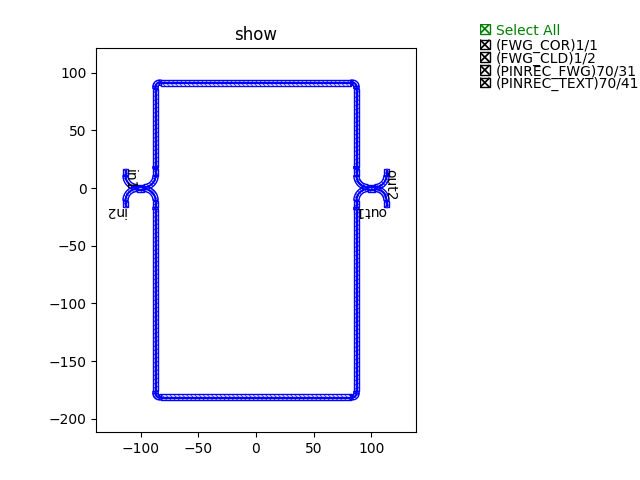 show
Select All
(FWG_COR)1/1
(FWG_CLD)1/2
(PINREC_FWG)70/31
(PINREC_TEXT)70/41
100
50
0
−50
−100
−150
−200
in2
out2
out1
−100
−50
0
50
100